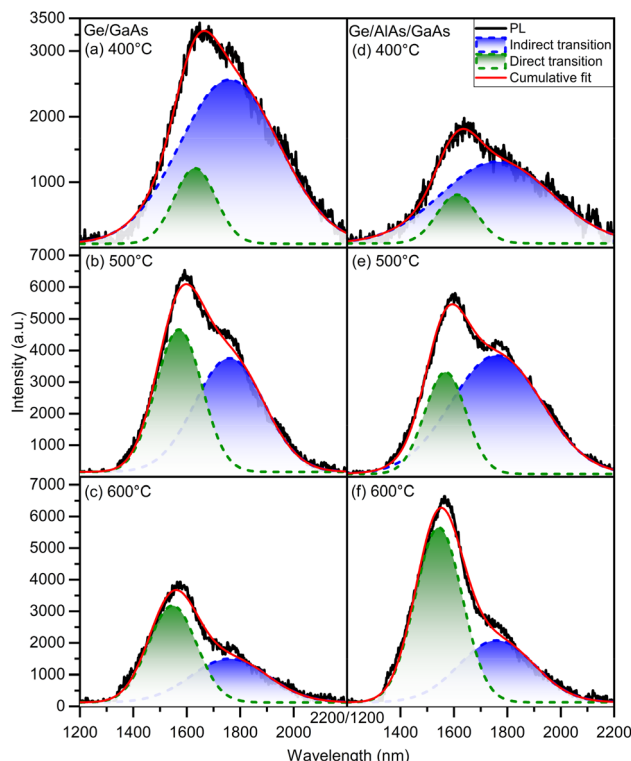 Ge/GaAs
(a) 400°C
Ge/AlAs/GaAs
(d) 400°C
PL
Indirect transition
Direct transition
Cumulative fit
3500
3000
2000
1000
(b) 500°C
(e) 500°C
7000
6000
5000
4000
3000
2000
1000
(c) 600°C
(f) 600°C
7000
6000
5000
4000
3000
2000
1000
0
Intensity (a.u.)
1200 1400 1600 1800 2000 2200/1200 1400 1600 1800 2000 2200
Wavelength (nm)